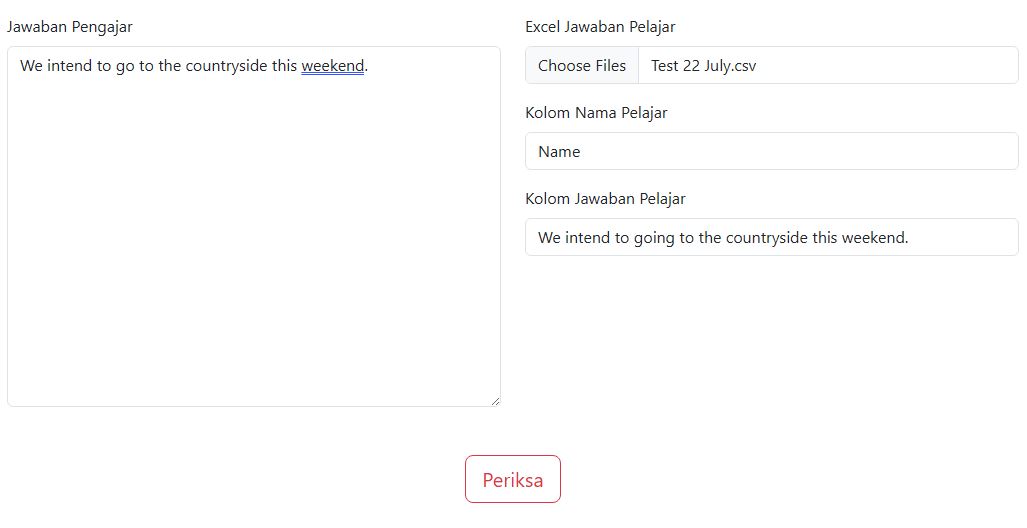 Jawaban Pengajar
We intend to go to the countryside this weekend.
Excel Jawaban Pelajar
Choose Files Test 22 July.csv
Kolom Nama Pelajar
Name
Kolom Jawaban Pelajar
We intend to going to the countryside this weekend.
Periksa